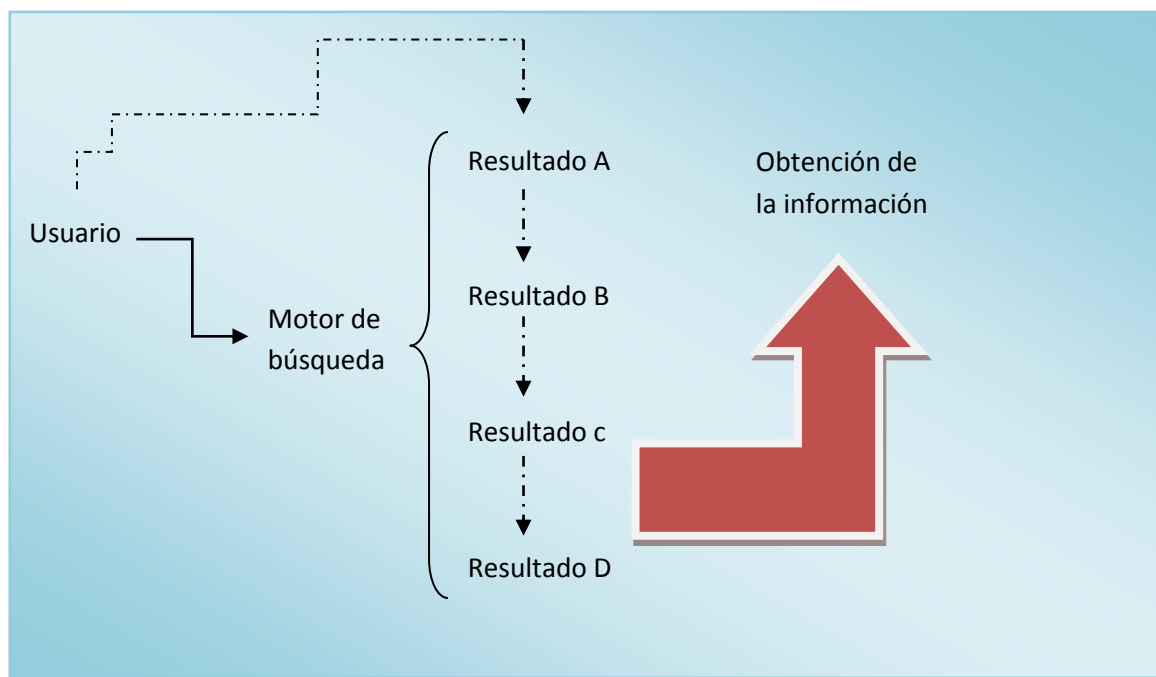 Usuario
Motor de
búsqueda
Resultado A
Resultado B
Resultado c
Resultado D
Obtención de
la información